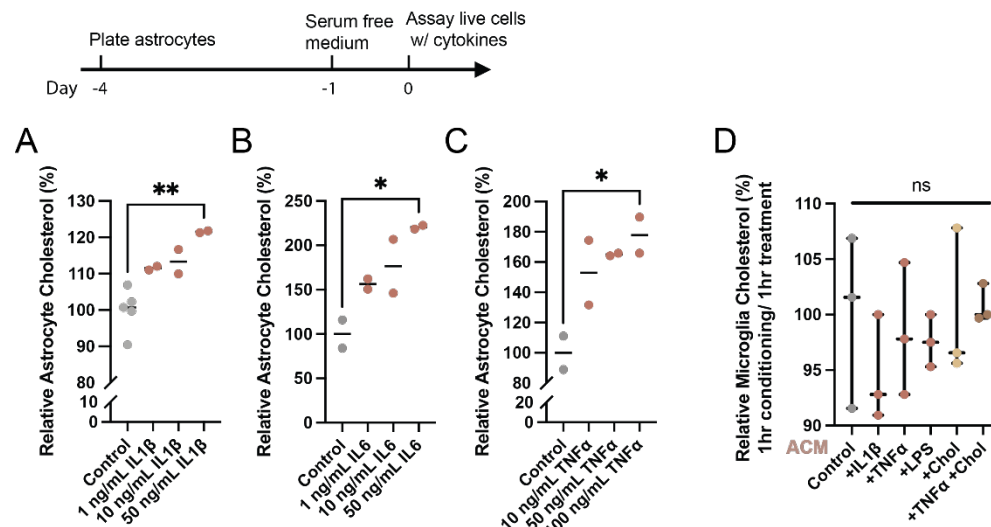 Plate astrocytes
Serum free
medium
Assay live cells
w/ cytokines
Day
-4
-1
0
A
Relative Astrocyte Cholesterol (%)
130
120
110
100
90
80
10
0
**
Control
1 ng/mL IL1β
10 ng/mL IL1β
50 ng/mL IL1β
B
Relative Astrocyte Cholesterol (%)
250
200
150
100
50
0
*
Control
1 ng/mL IL6
10 ng/mL IL6
50 ng/mL IL6
C
Relative Astrocyte Cholesterol (%)
200
180
160
140
120
100
80
20
0
*
Control
10 ng/mL TNFα
50 ng/mL TNFα
100 ng/mL TNFα
D
Relative Microglia Cholesterol (%)
1hr conditioning/ 1hr treatment
110
105
100
95
90
ns
ACM
Control
+IL1β
+TNFα
+LPS
+Chol
+TNFα +Chol